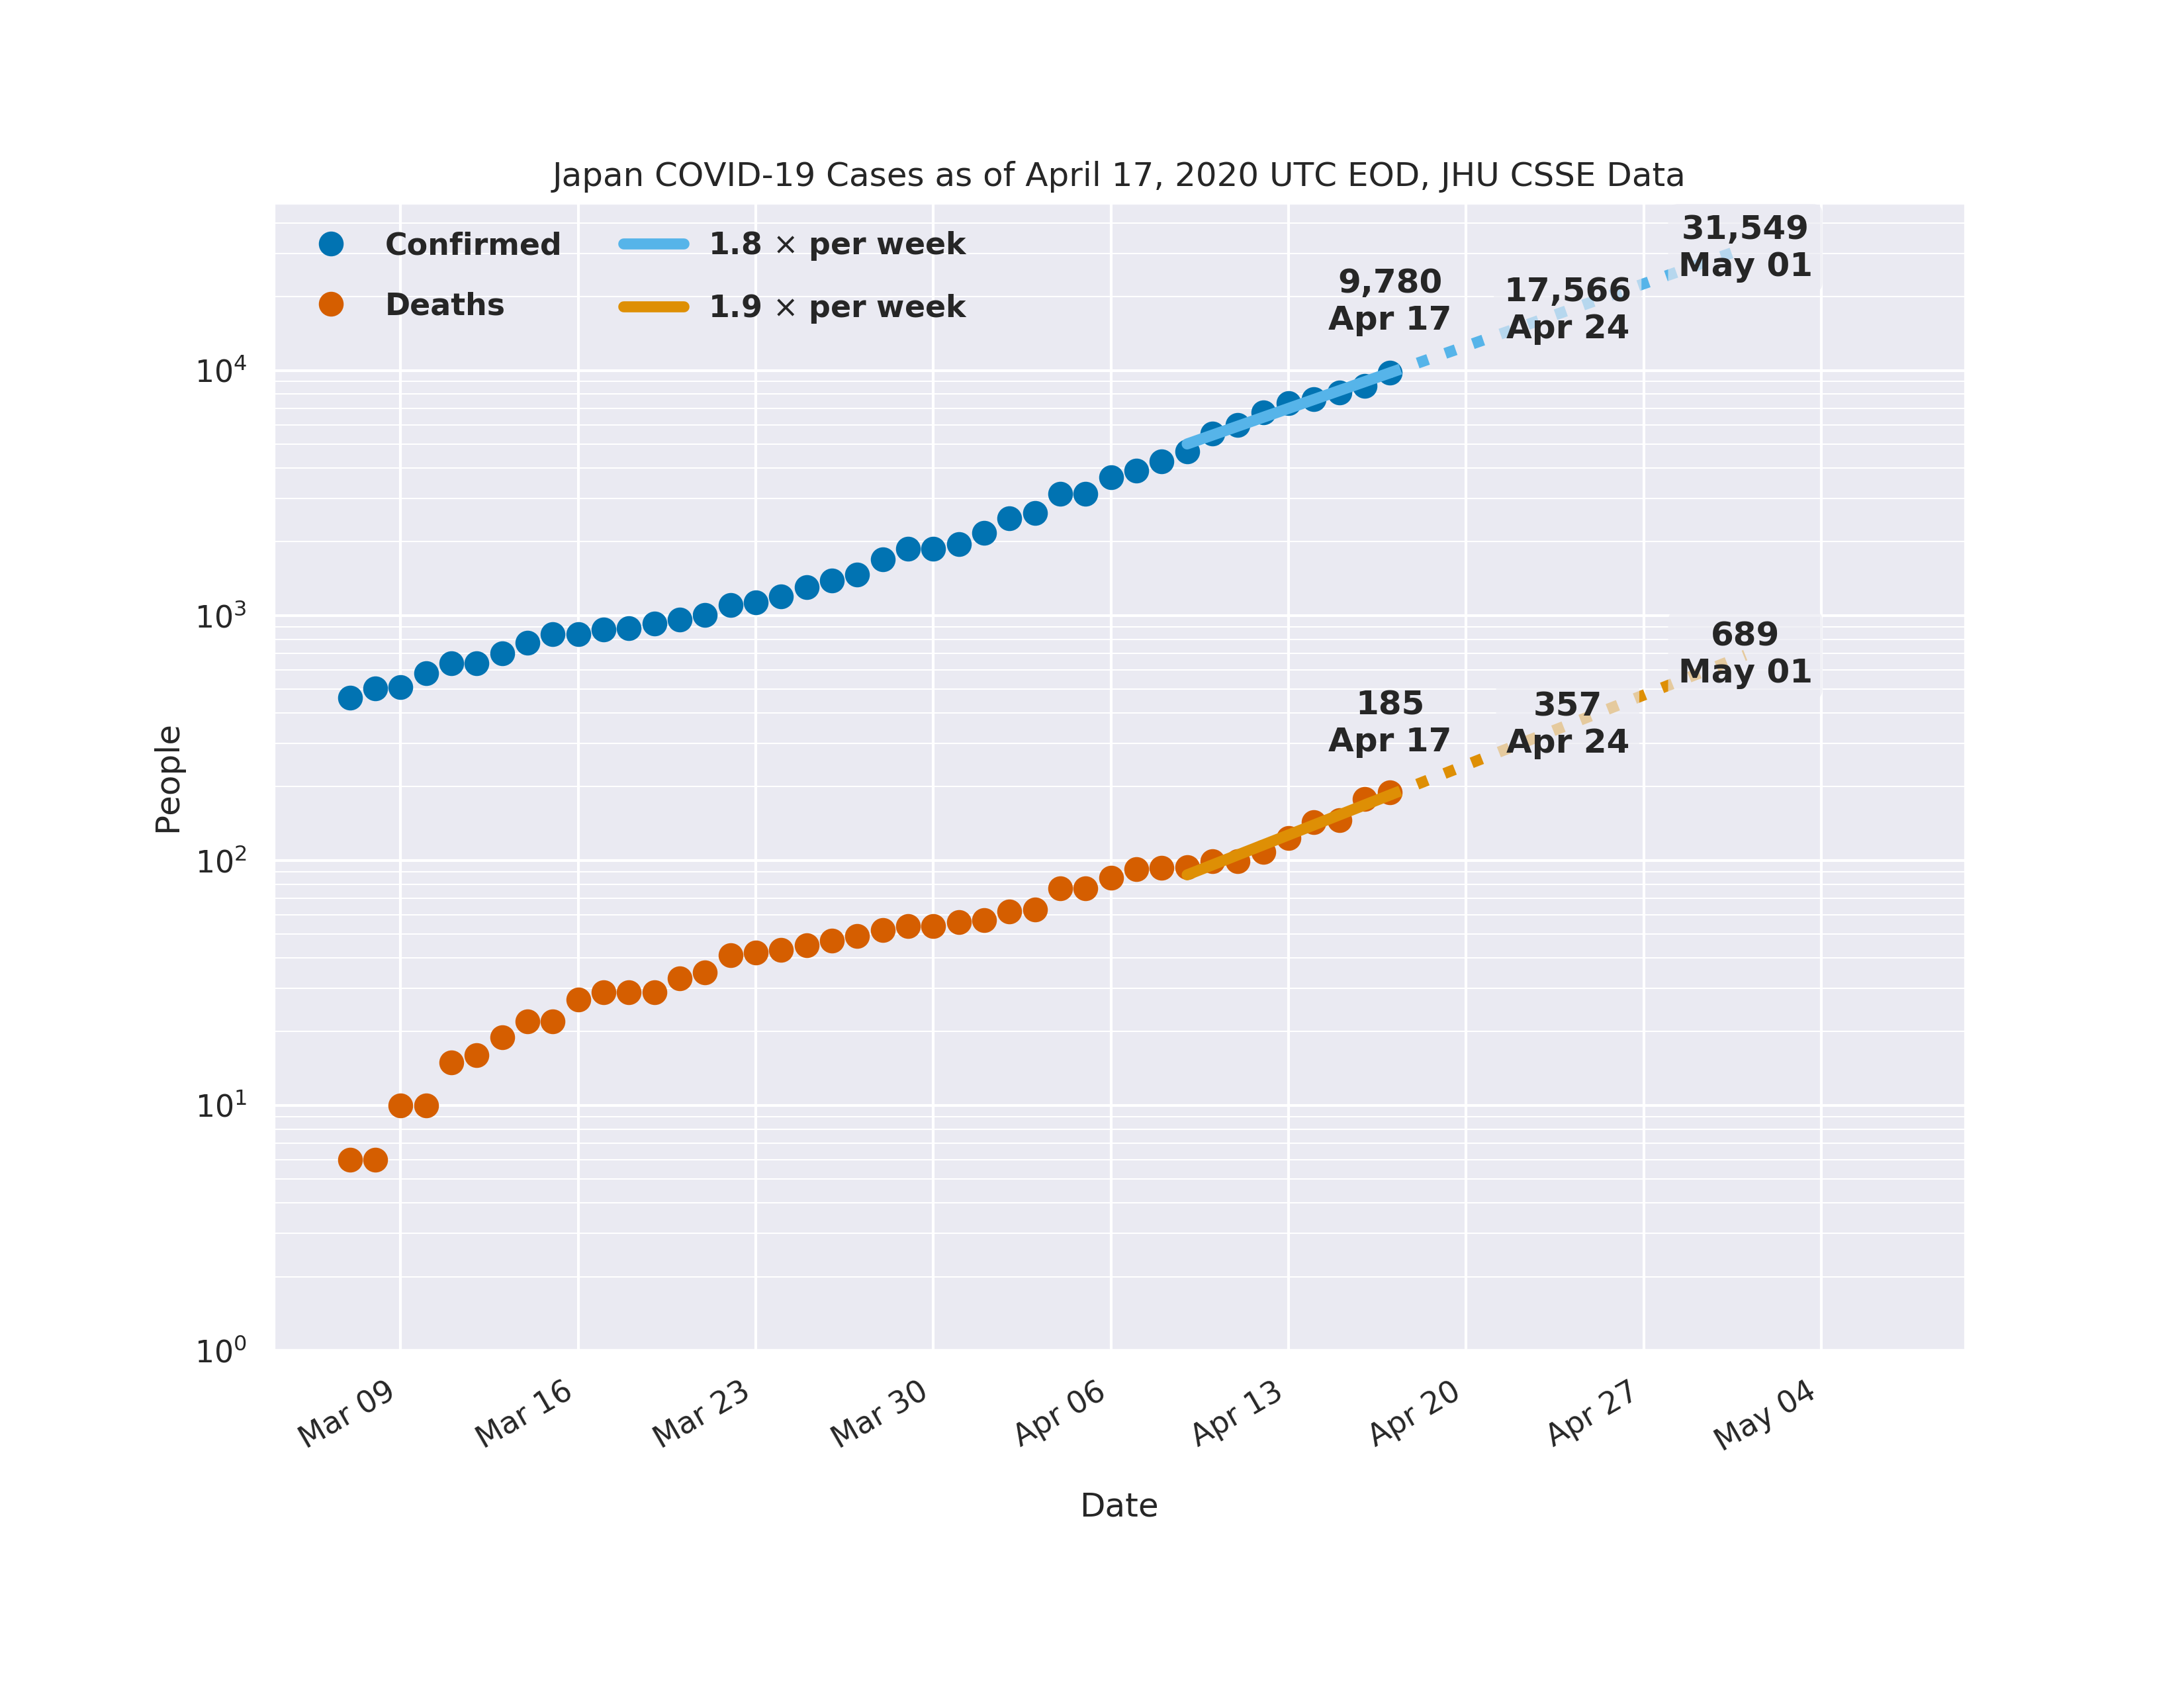 Japan COVID-19 Cases as of April 17, 2020 UTC EOD, JHU CSSE Data
Confirmed
Deaths
1.8 × per week
1.9 × per week
9,780
Apr 17
17,566
Apr 24
31,549
May 01
185
Apr 17
357
Apr 24
689
May 01
People
10⁴
10³
10²
10¹
10⁰
Mar 09
Mar 16
Mar 23
Mar 30
Apr 06
Apr 13
Apr 20
Apr 27
May 04
Date